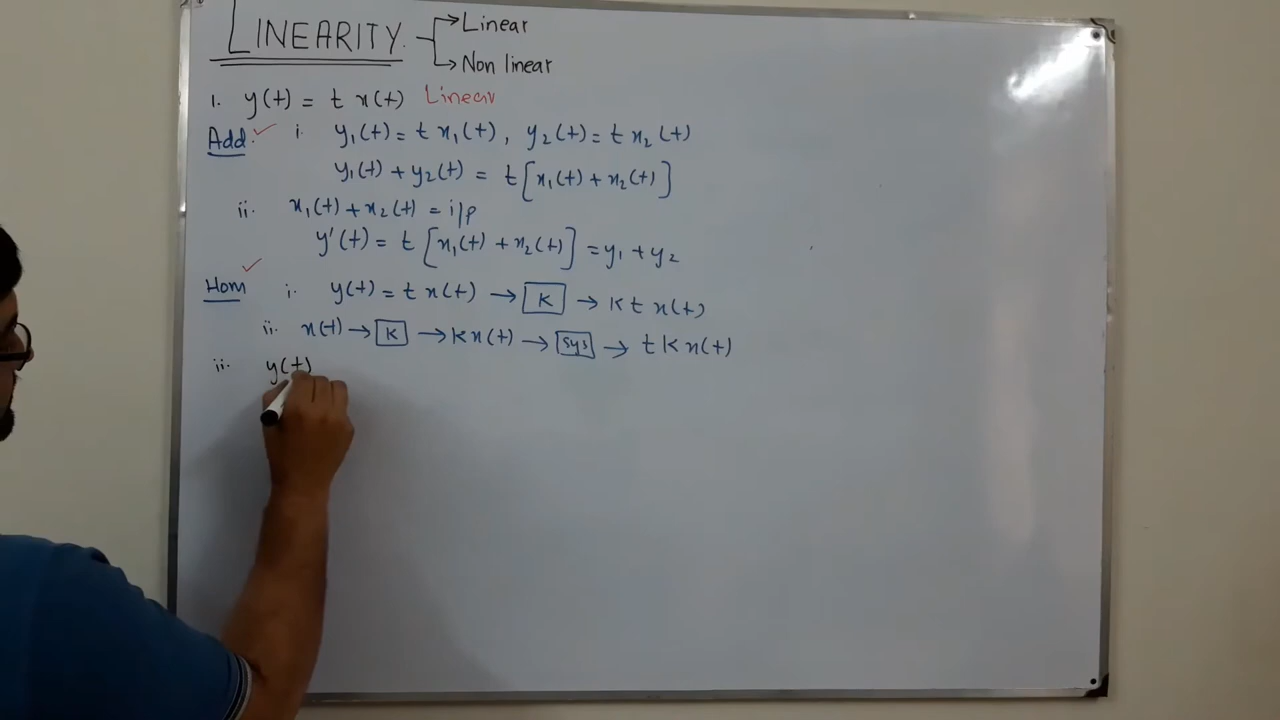 LINEARITY → Linear
→ Non linear
1. y(t) = t x(t) Linear
Add. ✓ i. y₁(t) = t x₁(t), y₂(t) = t x₂(t)
y₁(t) + y₂(t) = t[x₁(t) + x₂(t)]
ii. x₁(t) + x₂(t) = i/p
y'(t) = t [x₁(t) + x₂(t)] = y₁ + y₂
Hom ✓ i. y(t) = t x(t) → K → K t x(t)
ii. x(t) → K → K x(t) → Sys → t K x(t)
ii. y(t)